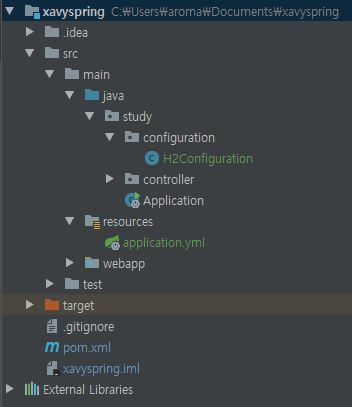 xavyspring C:₩Users₩aroma₩Documents₩xavyspring
.idea
src
main
java
study
configuration
H2Configuration
controller
Application
resources
application.yml
webapp
test
target
.gitignore
pom.xml
xavyspring.iml
External Libraries